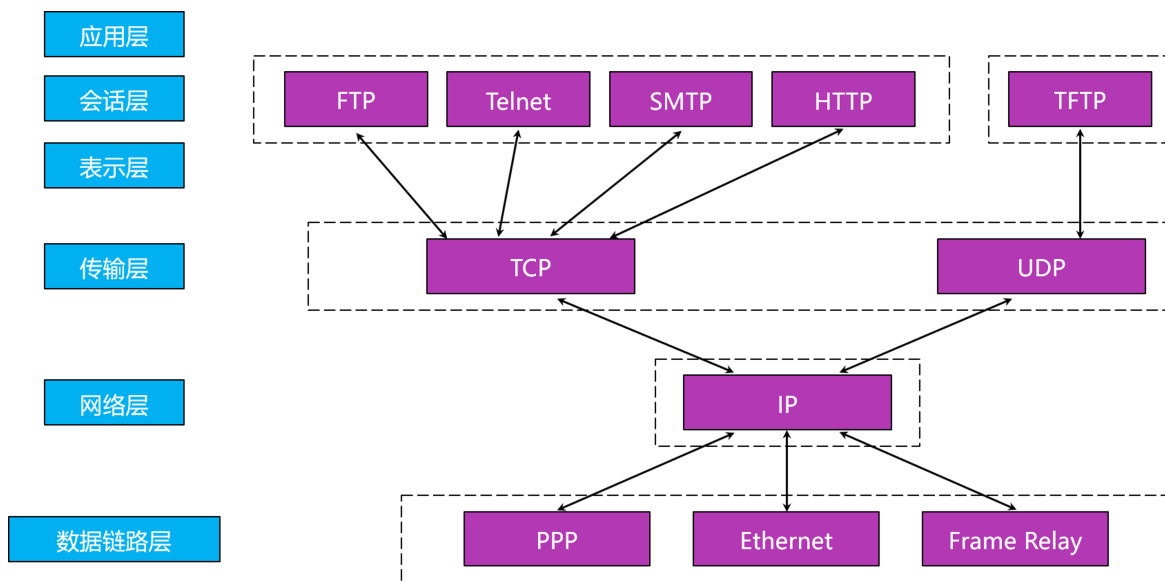 应用层
会话层
FTP
Telnet
SMTP
HTTP
TFTP
表示层
传输层
TCP
UDP
网络层
IP
数据链路层
PPP
Ethernet
Frame Relay